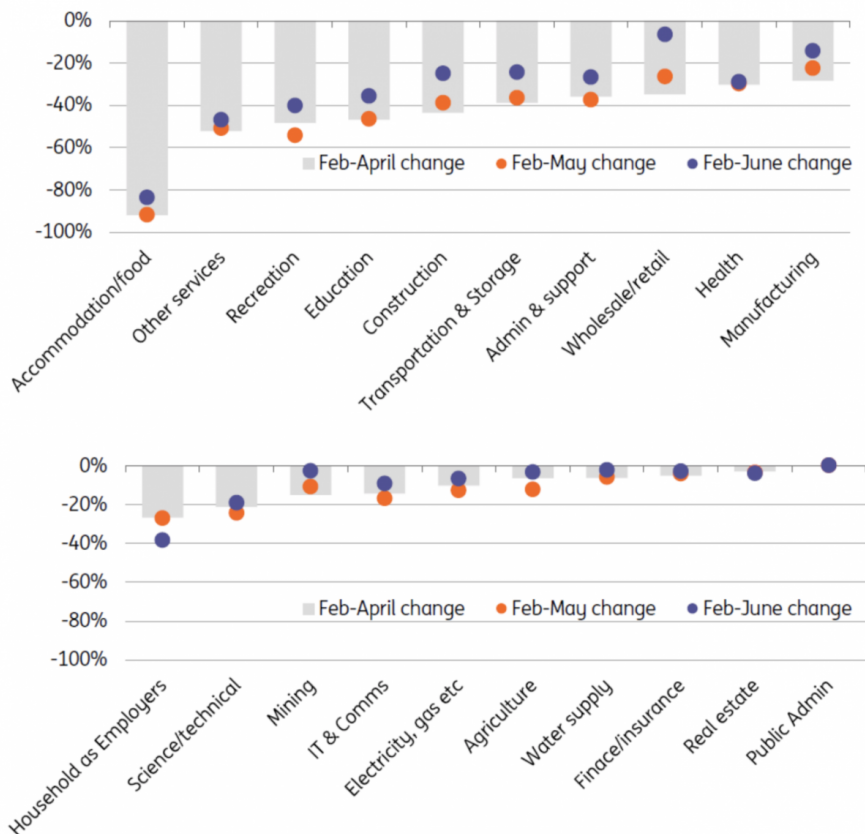 0%
-20%
-40%
-60%
-80%
-100%
Feb-April change Feb-May change Feb-June change
Accommodation/food
Other services
Recreation
Education
Construction
Transportation & Storage
Admin & support
Wholesale/retail
Health
Manufacturing
0%
-20%
-40%
-60%
-80%
-100%
Feb-April change Feb-May change Feb-June change
Household as Employers
Science/technical
Mining
IT & Comms
Electricity, gas etc
Agriculture
Water supply
Finace/insurance
Real estate
Public Admin